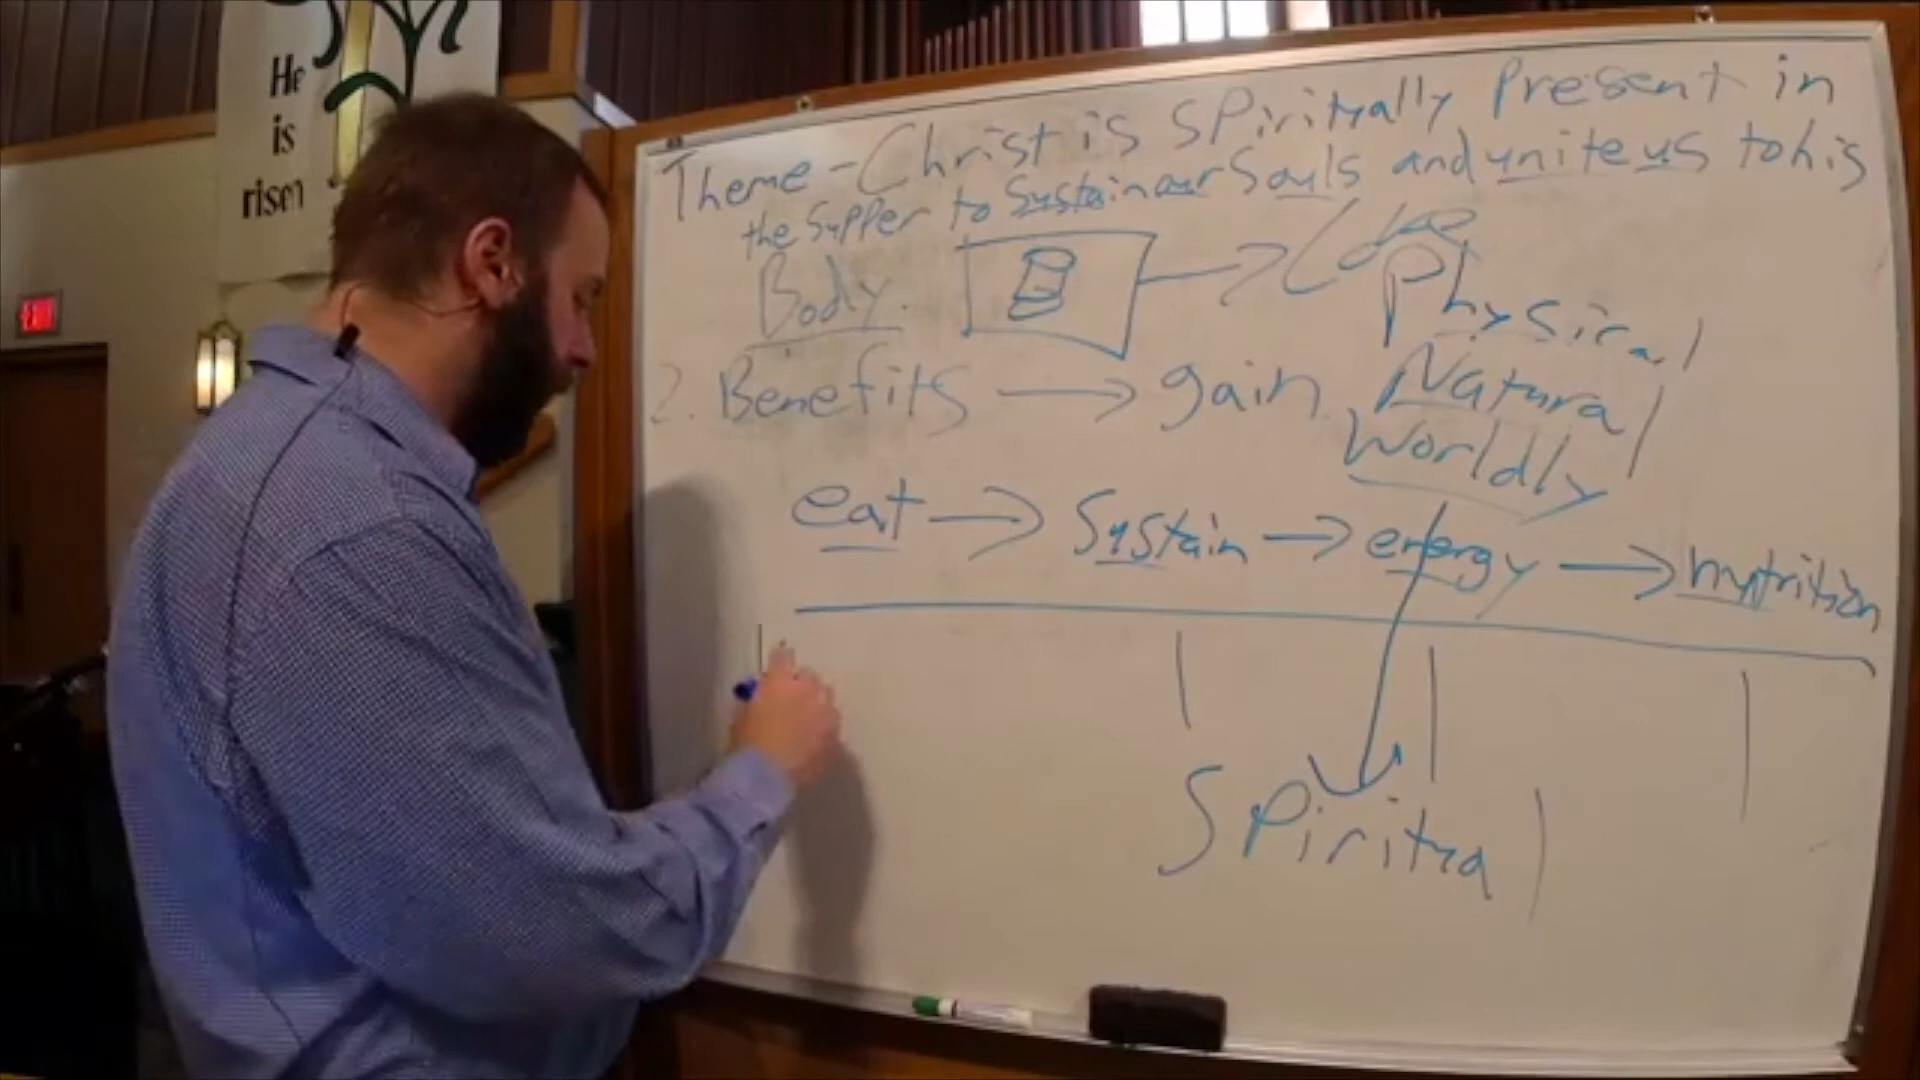 He
is
risen
Theme - Christ is spiritually present in
the supper to sustain our souls and unite us to his
Body.
Coke
Physical
2. Benefits → gain Natural
Worldly
eat → sustain → energy → nutrition
Spiritual